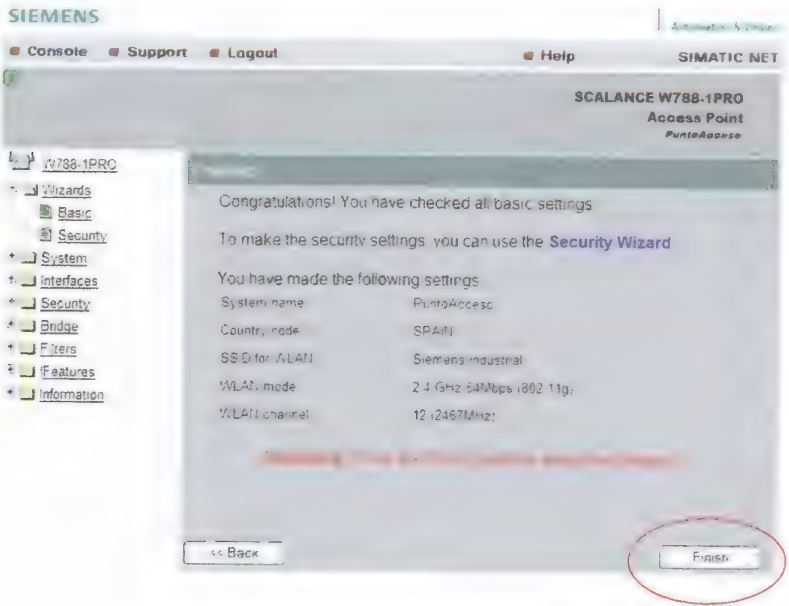 SIEMENS
Console Support Logout Help SIMATIC NET
SCALANCE W788-1PRO
Access Point
PuntoAcceso
W788-1PRO
Wizards
Basic
Security
System
Interfaces
Security
Bridge
Filters
Features
Information
Congratulations! You have checked all basic settings
To make the security settings you can use the Security Wizard
You have made the following settings
System name PuntoAcceso
Country code SPAIN
SSID for WLAN Siemens Industrial
WLAN mode 2.4 GHz 54Mbps (802.11g)
WLAN channel 12 (2467MHz)
<< Back
Finish